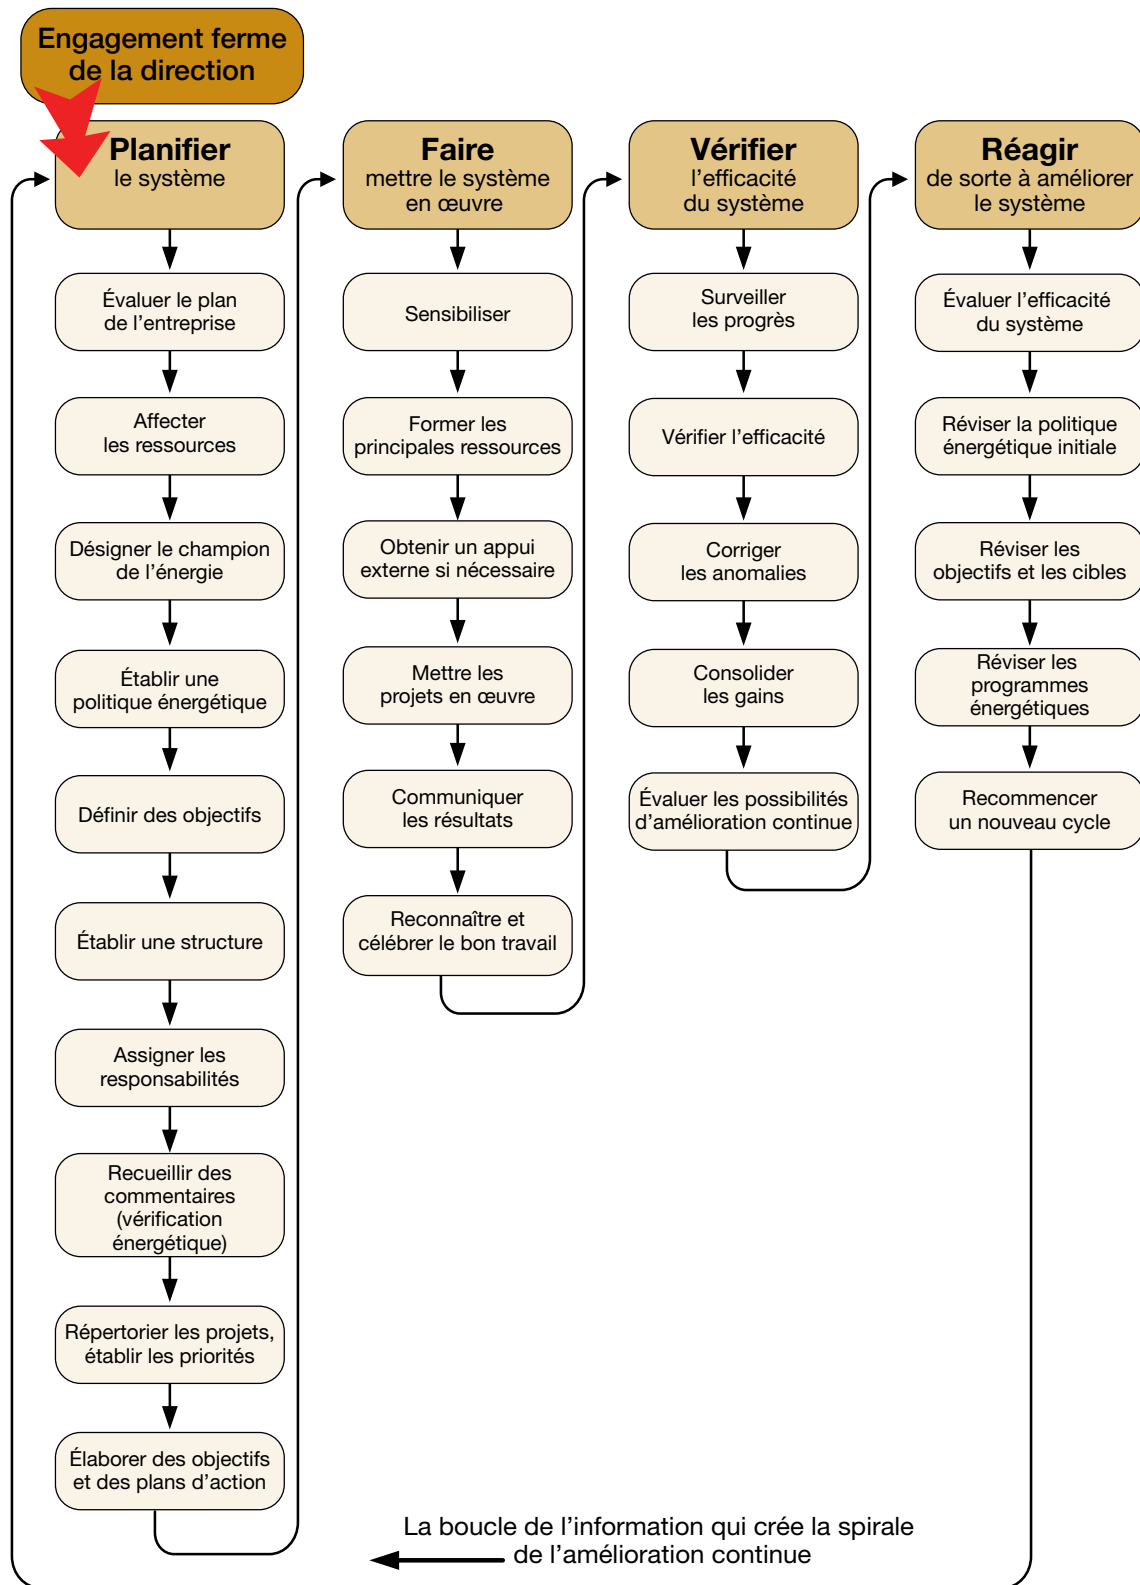 Engagement ferme
de la direction
Planifier
le système
Évaluer le plan
de l’entreprise
Affecter
les ressources
Désigner le champion
de l’énergie
Établir une
politique énergétique
Définir des objectifs
Établir une structure
Assigner les
responsabilités
Recueillir des
commentaires
(vérification
énergétique)
Répertorier les projets,
établir les priorités
Élaborer des objectifs
et des plans d’action
Faire
mettre le système
en œuvre
Sensibiliser
Former les
principales ressources
Obtenir un appui
externe si nécessaire
Mettre les
projets en œuvre
Communiquer
les résultats
Reconnaître et
célébrer le bon travail
Vérifier
l’efficacité
du système
Surveiller
les progrès
Vérifier l’efficacité
Corriger
les anomalies
Consolider
les gains
Évaluer les possibilités
d’amélioration continue
Réagir
de sorte à améliorer
le système
Évaluer l’efficacité
du système
Réviser la politique
énergétique initiale
Réviser les
objectifs et les cibles
Réviser les
programmes
énergétiques
Recommencer
un nouveau cycle
La boucle de l’information qui crée la spirale
de l’amélioration continue